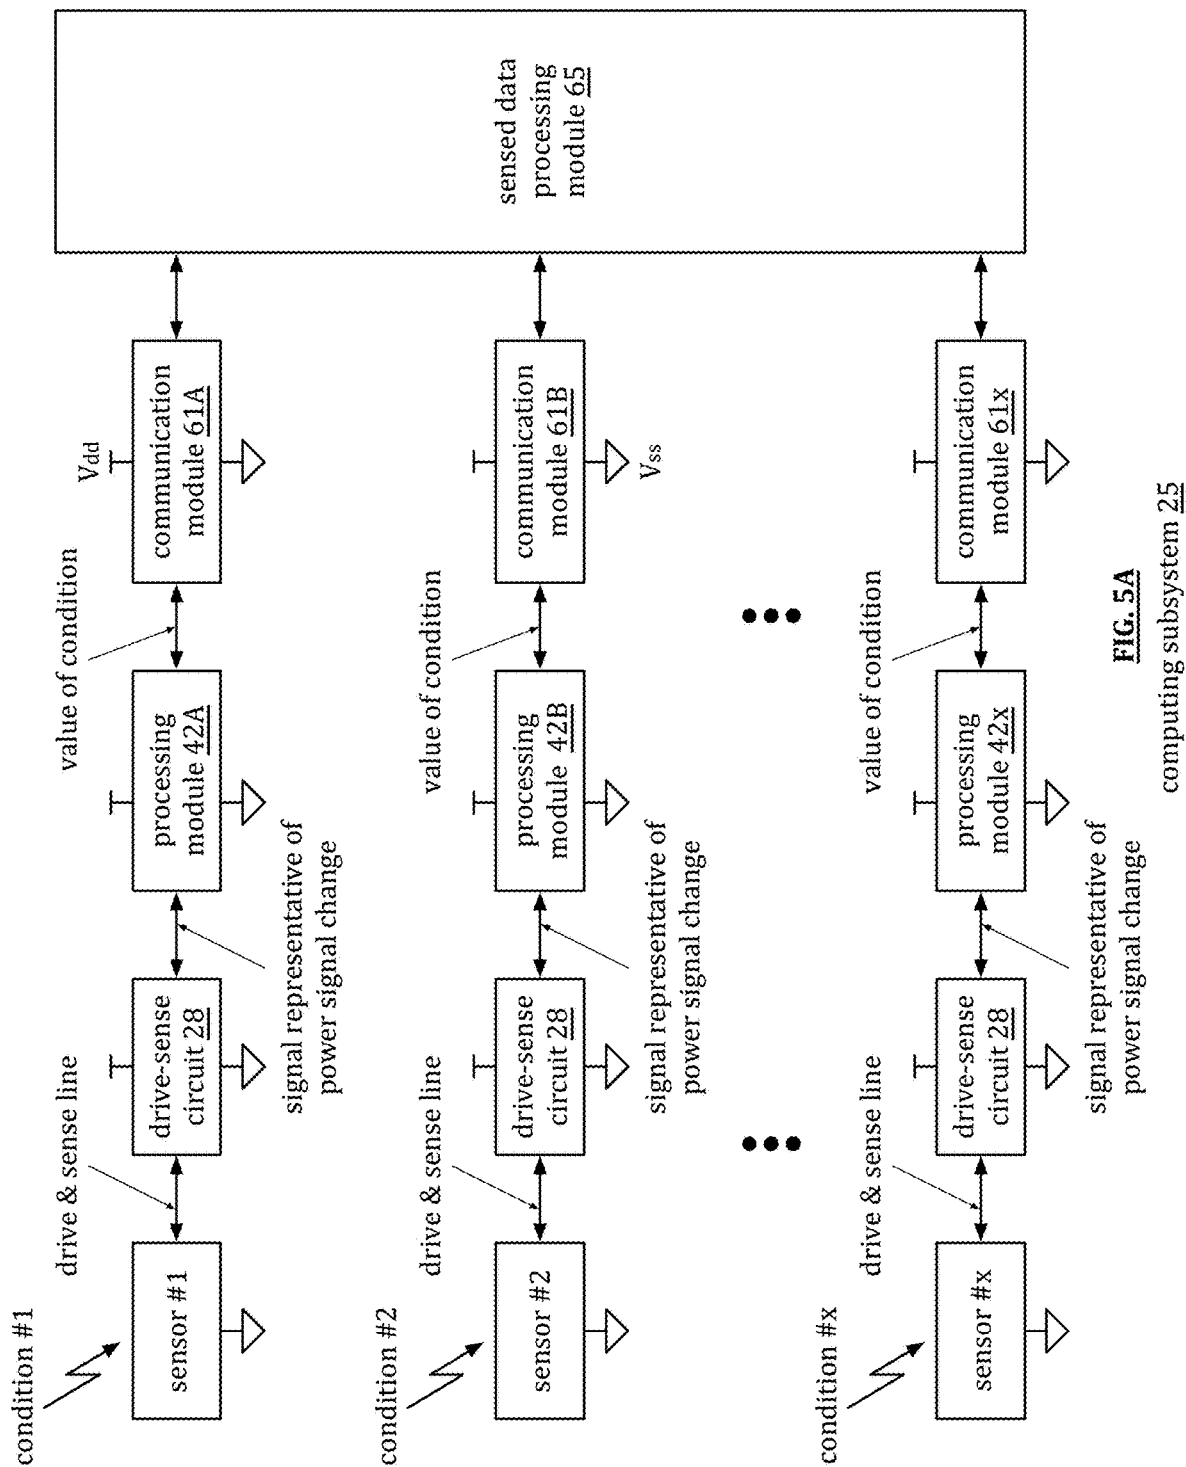 condition #1
sensor #1
drive & sense line
drive-sense
circuit 28
signal representative of
power signal change
processing
module 42A
value of condition
Vdd
communication
module 61A
condition #2
sensor #2
drive & sense line
drive-sense
circuit 28
signal representative of
power signal change
processing
module 42B
value of condition
communication
module 61B
Vss
condition #x
sensor #x
drive & sense line
drive-sense
circuit 28
signal representative of
power signal change
processing
module 42x
value of condition
communication
module 61x
sensed data
processing
module 65
FIG. 5A
computing subsystem 25